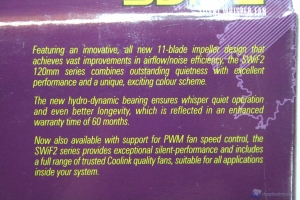 Featuring an innovative, all new 11-blade impeller design that
achieves vast improvements in airflow/noise efficiency, the SWiF2
120mm series combines outstanding quietness with excellent
performance and a unique, exciting colour scheme.
The new hydro-dynamic bearing ensures whisper quiet operation
and even better longevity, which is reflected in an enhanced
warranty time of 60 months.
Now also available with support for PWM fan speed control, the
SWiF2 series provides exceptional silent-performance and includes
a full range of trusted Coolink quality fans, suitable for all applications
inside your system.